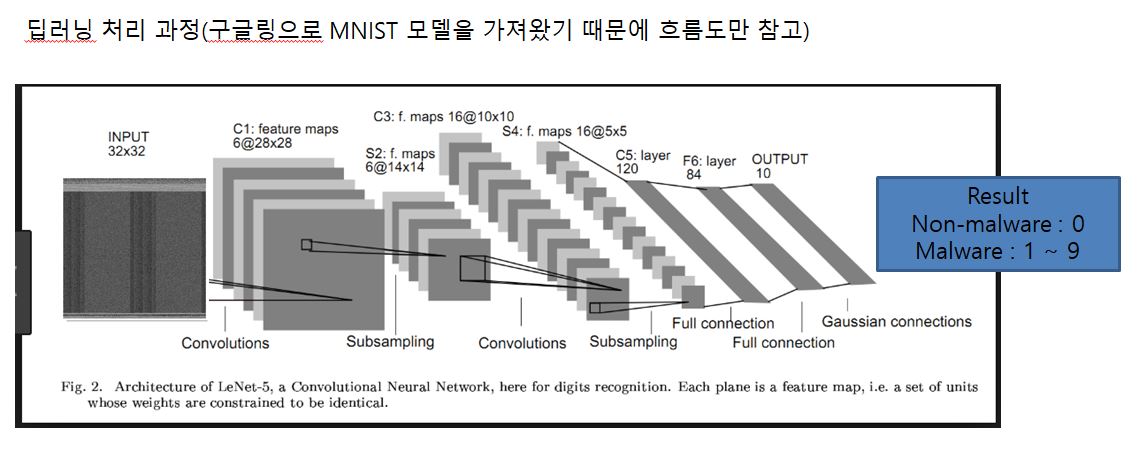 딥러닝 처리 과정(구글링으로 MNIST 모델을 가져왔기 때문에 흐름도만 참고)
INPUT
32x32
C1: feature maps
6@28x28
S2: f. maps
6@14x14
C3: f. maps 16@10x10
S4: f. maps 16@5x5
C5: layer
120
F6: layer
84
OUTPUT
10
Result
Non-malware : 0
Malware : 1 ~ 9
Convolutions
Subsampling
Convolutions
Subsampling
Full connection
Full connection
Gaussian connections
Fig. 2. Architecture of LeNet-5, a Convolutional Neural Network, here for digits recognition. Each plane is a feature map, i.e. a set of units
whose weights are constrained to be identical.